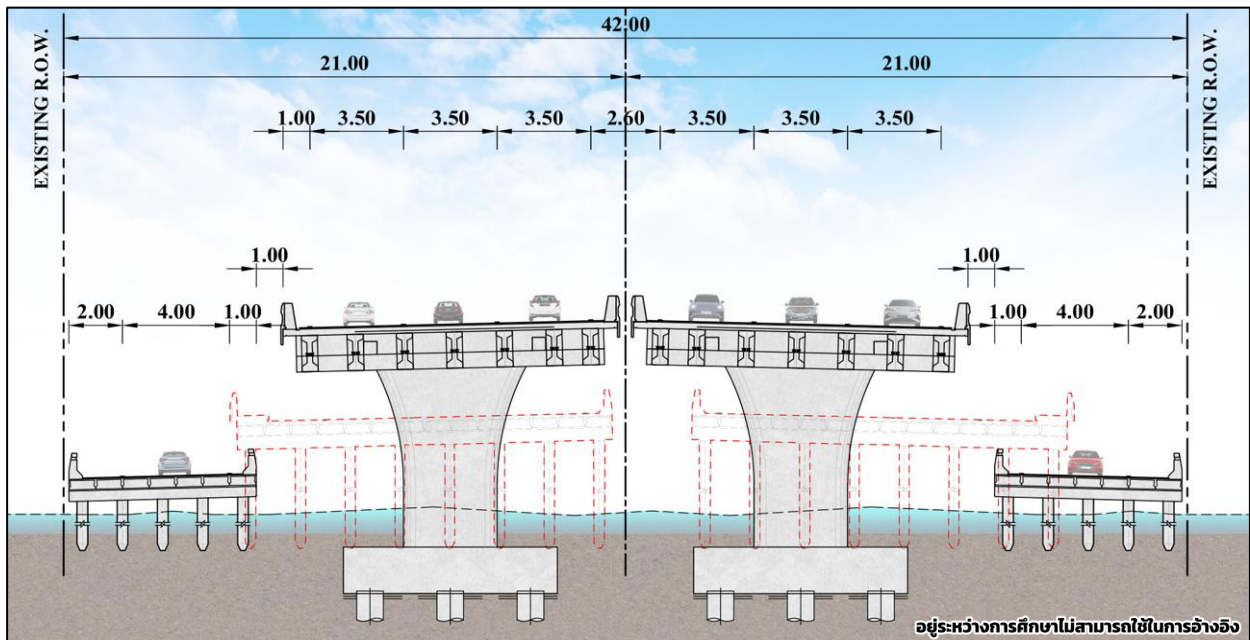 42.00
21.00 21.00
EXISTING R.O.W.
EXISTING R.O.W.
1.00 3.50 3.50 3.50 2.60 3.50 3.50 3.50
1.00 1.00
2.00 4.00 1.00 1.00 4.00 2.00
อยู่ระหว่างการศึกษาไม่สามารถใช้ในการอ้างอิง